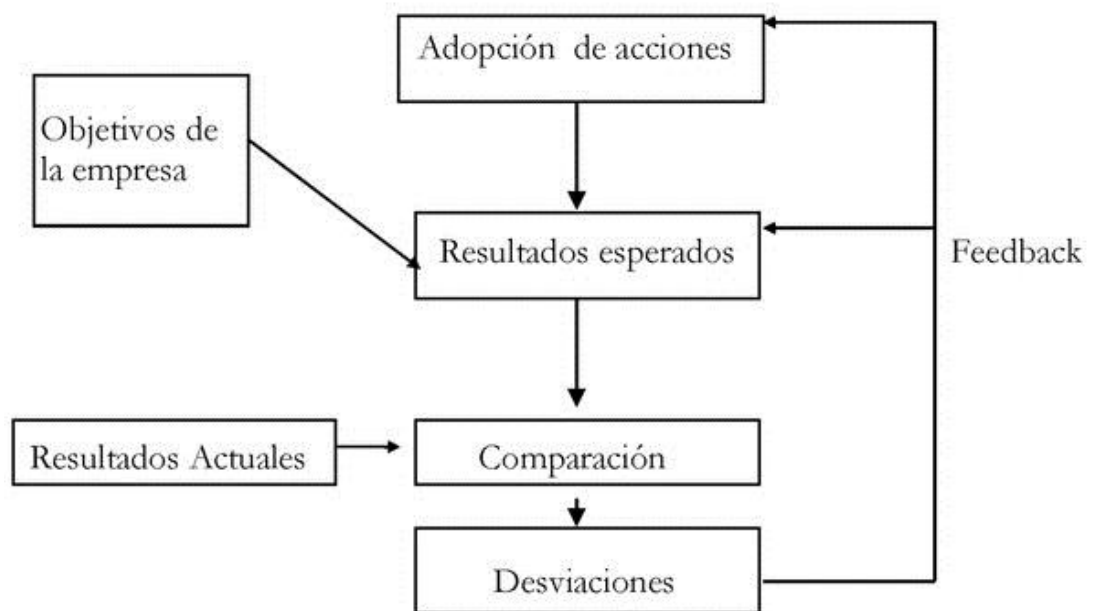 Adopción de acciones
Objetivos de
la empresa
Resultados esperados
Feedback
Resultados Actuales
Comparación
Desviaciones